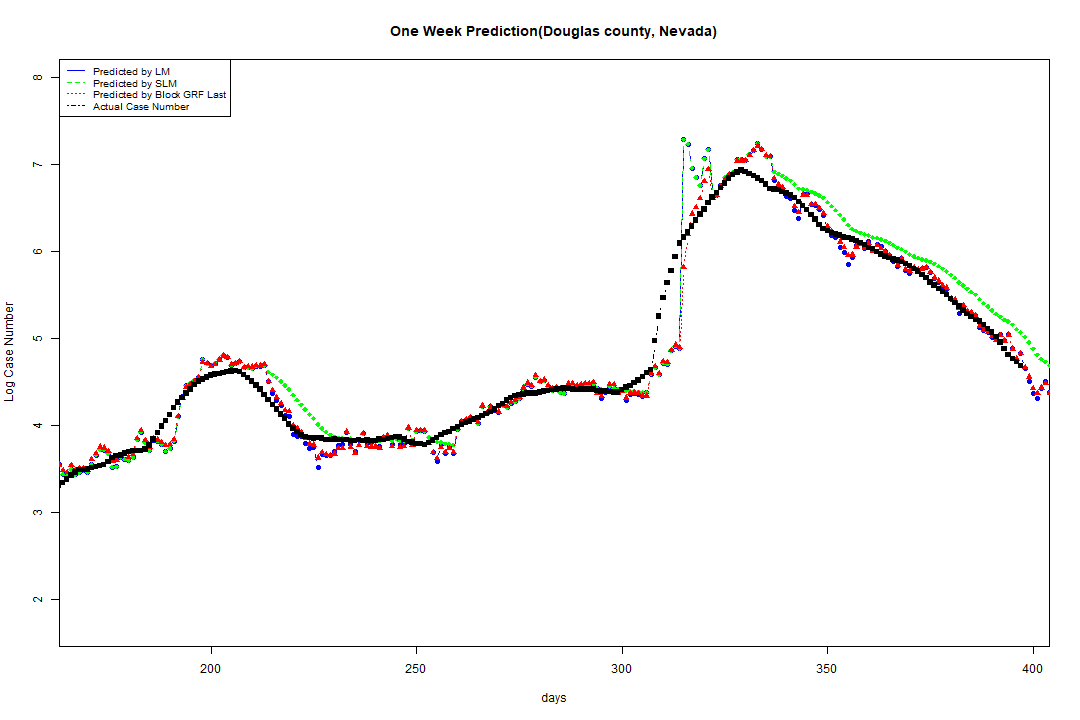 One Week Prediction(Douglas county, Nevada)
Predicted by LM
Predicted by SLM
Predicted by Block GRF Last
Actual Case Number
8
7
6
5
4
3
2
Log Case Number
200
250
300
350
400
days